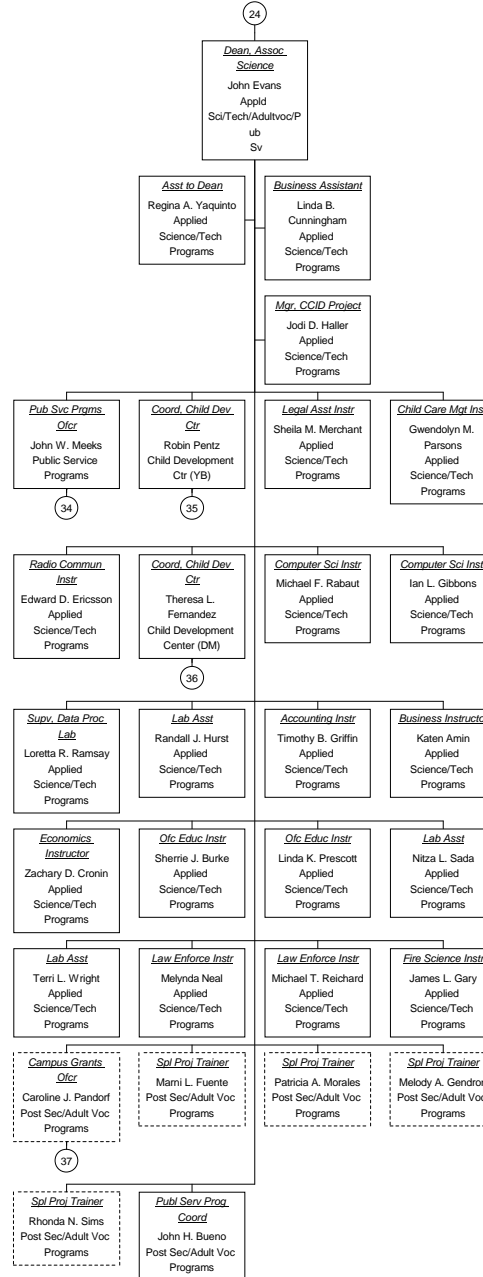 24
Dean, Assoc
Science
John Evans
Appld
Sci/Tech/Adultvoc/P
ub
Sv
Asst to Dean
Regina A. Yaquinto
Applied
Science/Tech
Programs
Business Assistant
Linda B.
Cunningham
Applied
Science/Tech
Programs
Mgr, CCID Project
Jodi D. Haller
Applied
Science/Tech
Programs
Pub Svc Prgms
Ofcr
John W. Meeks
Public Service
Programs
34
Coord, Child Dev
Ctr
Robin Pentz
Child Development
Ctr (YB)
35
Legal Asst Instr
Sheila M. Merchant
Applied
Science/Tech
Programs
Child Care Mgt Inst
Gwendolyn M.
Parsons
Applied
Science/Tech
Programs
Radio Commun
Instr
Edward D. Ericsson
Applied
Science/Tech
Programs
Coord, Child Dev
Ctr
Theresa L.
Fernandez
Child Development
Center (DM)
36
Computer Sci Instr
Michael F. Rabaut
Applied
Science/Tech
Programs
Computer Sci Inst
Ian L. Gibbons
Applied
Science/Tech
Programs
Supv, Data Proc
Lab
Loretta R. Ramsay
Applied
Science/Tech
Programs
Lab Asst
Randall J. Hurst
Applied
Science/Tech
Programs
Accounting Instr
Timothy B. Griffin
Applied
Science/Tech
Programs
Business Instructo
Katen Amin
Applied
Science/Tech
Programs
Economics
Instructor
Zachary D. Cronin
Applied
Science/Tech
Programs
Ofc Educ Instr
Sherrie J. Burke
Applied
Science/Tech
Programs
Ofc Educ Instr
Linda K. Prescott
Applied
Science/Tech
Programs
Lab Asst
Nitza L. Sada
Applied
Science/Tech
Programs
Lab Asst
Terri L. Wright
Applied
Science/Tech
Programs
Law Enforce Instr
Melynda Neal
Applied
Science/Tech
Programs
Law Enforce Instr
Michael T. Reichard
Applied
Science/Tech
Programs
Fire Science Inst
James L. Gary
Applied
Science/Tech
Programs
Campus Grants
Ofcr
Caroline J. Pandorf
Post Sec/Adult Voc
Programs
37
Spl Proj Trainer
Marni L. Fuente
Post Sec/Adult Voc
Programs
Spl Proj Trainer
Patricia A. Morales
Post Sec/Adult Voc
Programs
Spl Proj Trainer
Melody A. Gendron
Post Sec/Adult Voc
Programs
Spl Proj Trainer
Rhonda N. Sims
Post Sec/Adult Voc
Programs
Publ Serv Prog
Coord
John H. Bueno
Post Sec/Adult Voc
Programs